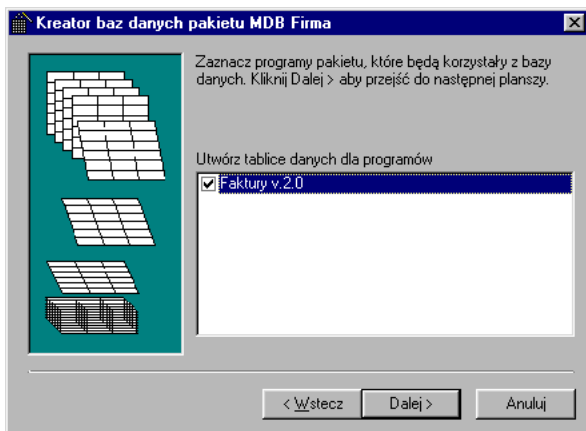 Kreator baz danych pakietu MDB Firma
Zaznacz programy pakietu, które będą korzystały z bazy
danych. Kliknij Dalej > aby przejść do następnej planszy.
Utwórz tablice danych dla programów
Faktury v.2.0
< Wstecz
Dalej >
Anuluj